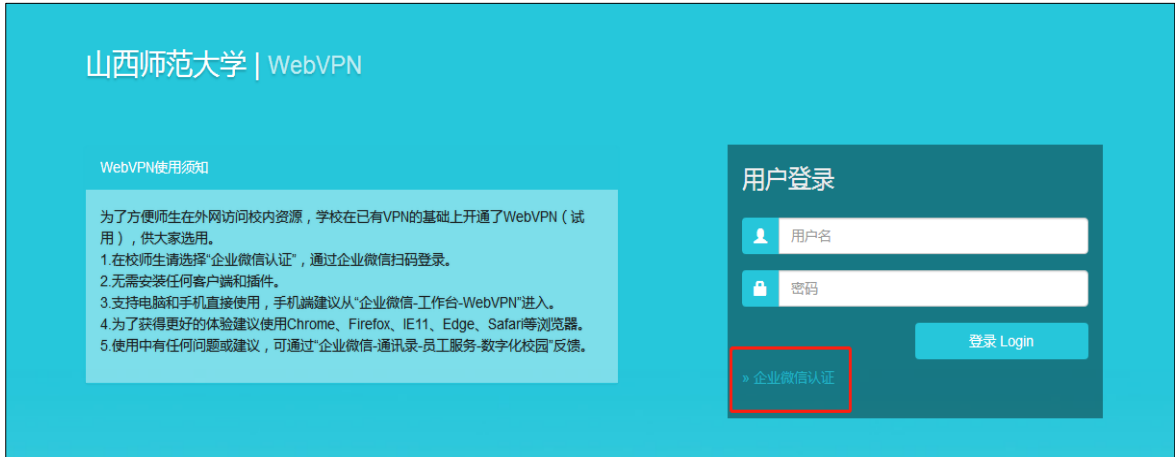 山西师范大学 | WebVPN
WebVPN使用须知
为了方便师生在外网访问校内资源，学校在已有VPN的基础上开通了WebVPN（试
用），供大家选用。
1.在校师生请选择“企业微信认证”，通过企业微信扫码登录。
2.无需安装任何客户端和插件。
3.支持电脑和手机直接使用，手机端建议从“企业微信-工作台-WebVPN”进入。
4.为了获得更好的体验建议使用Chrome、Firefox、IE11、Edge、Safari等浏览器。
5.使用中有任何问题或建议，可通过“企业微信-通讯录-员工服务-数字化校园”反馈。
用户登录
用户名
密码
登录 Login
» 企业微信认证